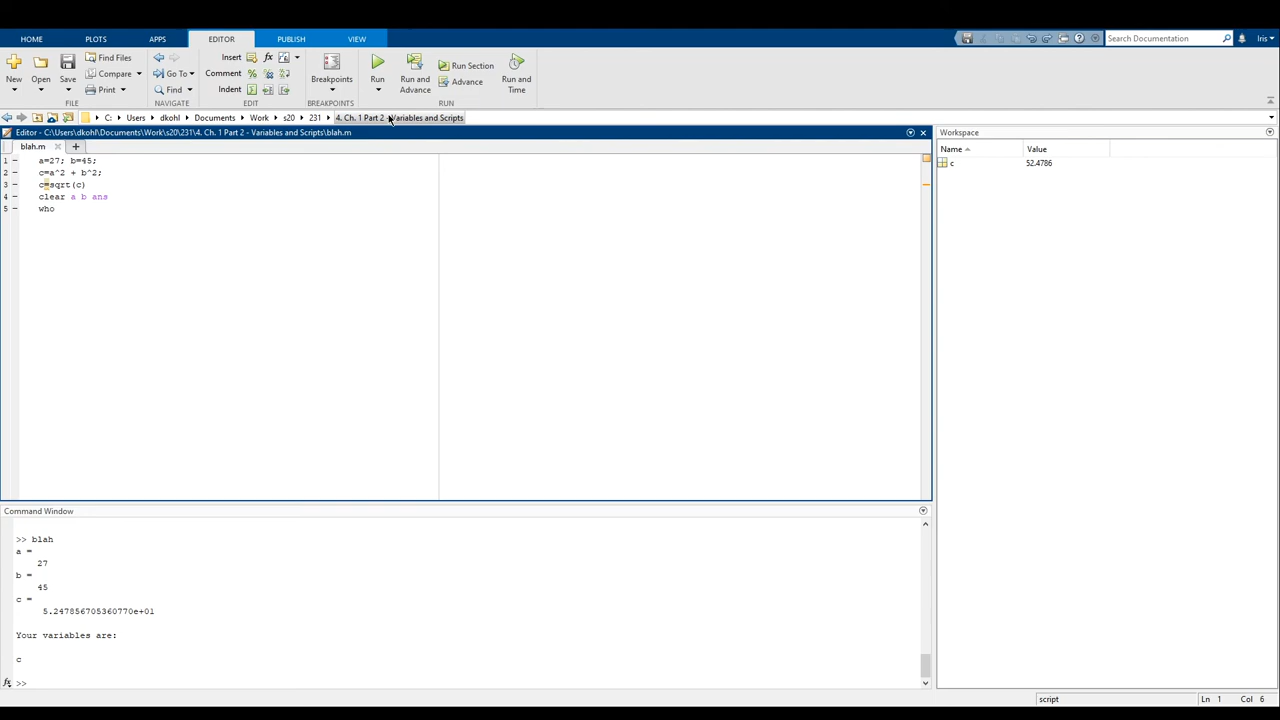 HOME PLOTS APPS EDITOR PUBLISH VIEW Search Documentation Iris
New Open Save Find Files Compare Print
Go To Find
Insert fx
Comment
Indent
Breakpoints
Run Run and Advance Run Section Advance Run and Time
FILE NAVIGATE EDIT BREAKPOINTS RUN
C: Users dkohl Documents Work s20 231 4. Ch. 1 Part 2 - Variables and Scripts
Editor - C:\Users\dkohl\Documents\Work\s20\231\4. Ch. 1 Part 2 - Variables and Scripts\blah.m
blah.m
1 - a=27; b=45;
2 - c=a^2 + b^2;
3 - c=sqrt(c)
4 - clear a b ans
5 - who
Workspace
Name Value
c 52.4786
Command Window
>> blah
a =
27
b =
45
c =
5.247856705360770e+01
Your variables are:
c
fx >>
script Ln 1 Col 6